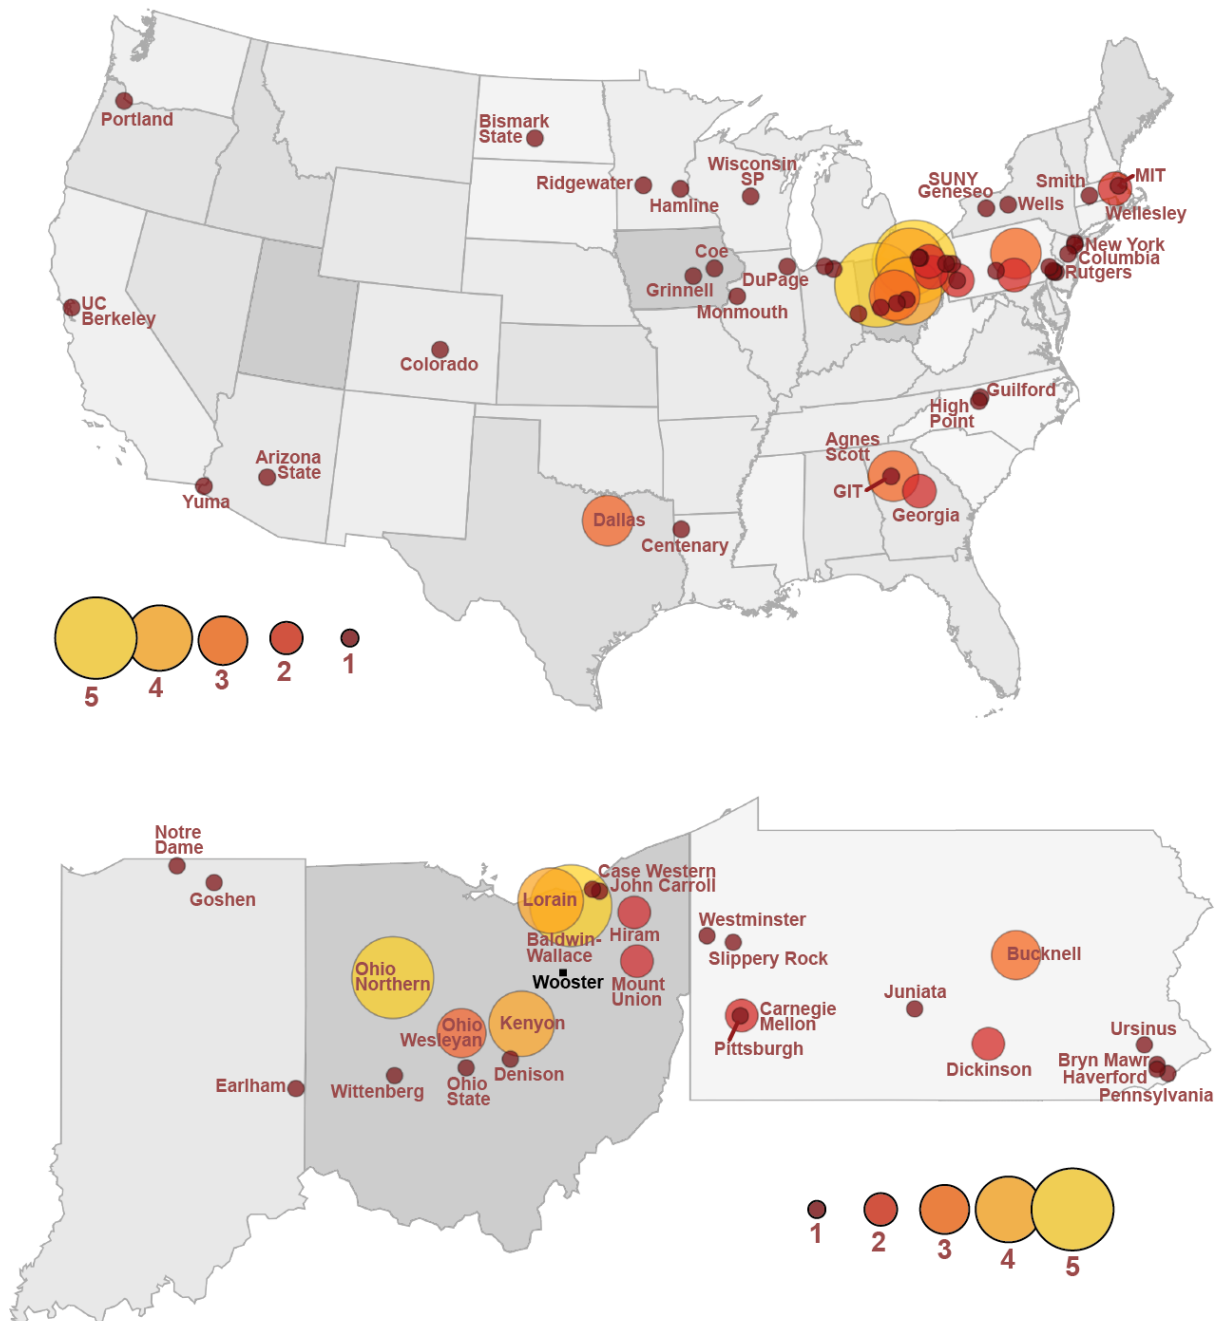 Portland
Bismark
State
Ridgewater
Hamline
Wisconsin
SP
SUNY
Geneseo
Wells
Smith
MIT
Wellesley
New York
Columbia
Rutgers
Coe
Grinnell
DuPage
Monmouth
UC
Berkeley
Colorado
Guilford
High
Point
Agnes
Scott
GIT
Georgia
Arizona
State
Yuma
Dallas
Centenary
5
4
3
2
1
Notre
Dame
Goshen
Case Western
John Carroll
Lorain
Hiram
Baldwin-
Wallace
Wooster
Mount
Union
Ohio
Northern
Ohio
Wesleyan
Kenyon
Denison
Ohio
State
Wittenberg
Earlham
Westminster
Slippery Rock
Bucknell
Juniata
Carnegie
Mellon
Pittsburgh
Dickinson
Ursinus
Bryn Mawr
Haverford
Pennsylvania
1
2
3
4
5